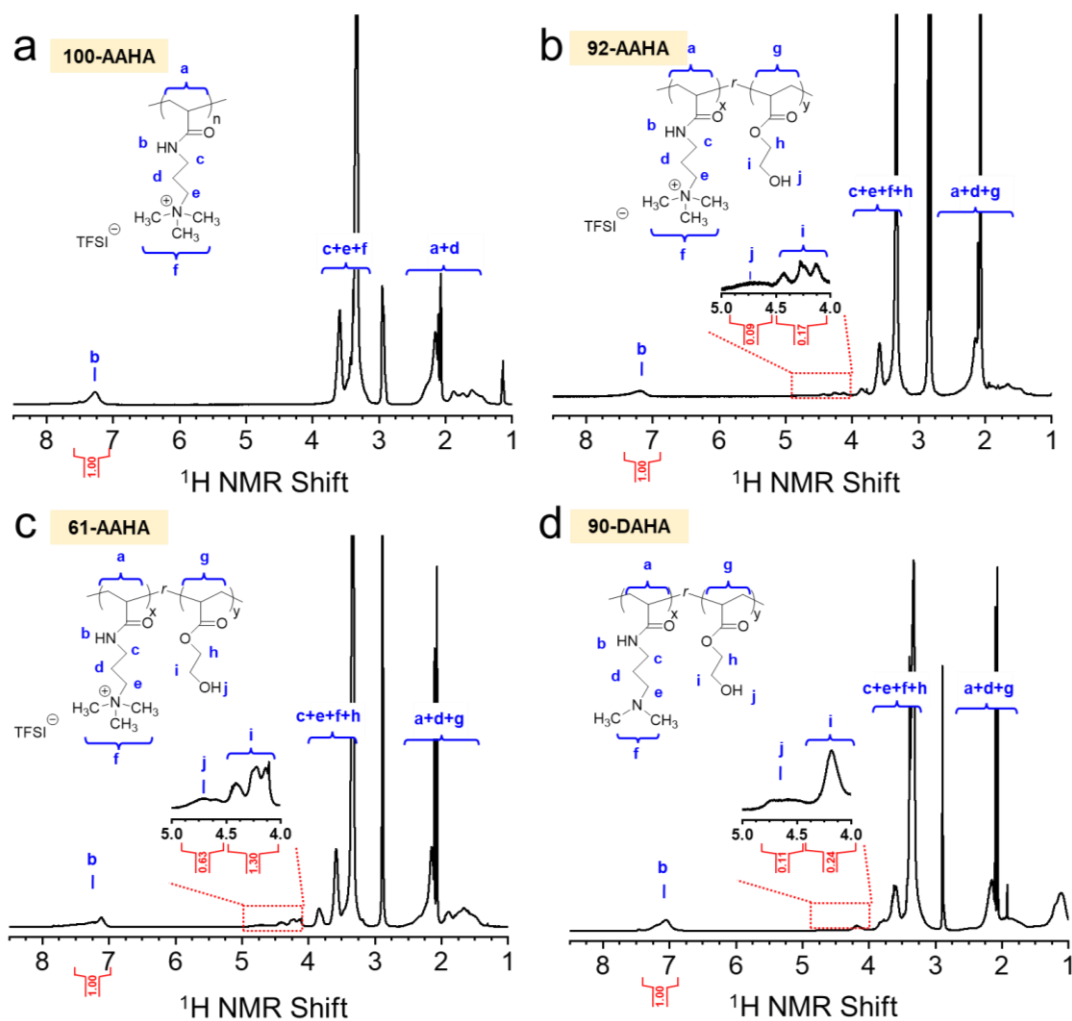 a
100-AAHA
a
n
HN
b
O
c
d
e
N
⊕
H₃C
CH₃
CH₃
TFSI⊖
f
b
c+e+f
a+d
8 7 6 5 4 3 2 1
1.00
¹H NMR Shift
b
92-AAHA
a
g
r
x
y
b
HN
O
O
O
c
d
e
h
i
OH
j
⊕
N
H₃C
CH₃
CH₃
TFSI⊖
f
j
i
5.0 4.5 4.0
0.09
0.17
b
c+e+f+h
a+d+g
8 7 6 5 4 3 2 1
1.00
¹H NMR Shift
c
61-AAHA
a
g
r
x
y
b
HN
O
O
O
c
d
e
h
i
OH
j
⊕
N
H₃C
CH₃
CH₃
TFSI⊖
f
j
i
5.0 4.5 4.0
0.63
1.30
b
c+e+f+h
a+d+g
8 7 6 5 4 3 2 1
1.00
¹H NMR Shift
d
90-DAHA
a
g
r
x
y
b
HN
O
O
O
c
d
e
h
i
OH
j
H₃C
N
CH₃
f
j
i
5.0 4.5 4.0
0.11
0.24
b
c+e+f+h
a+d+g
8 7 6 5 4 3 2 1
1.00
¹H NMR Shift